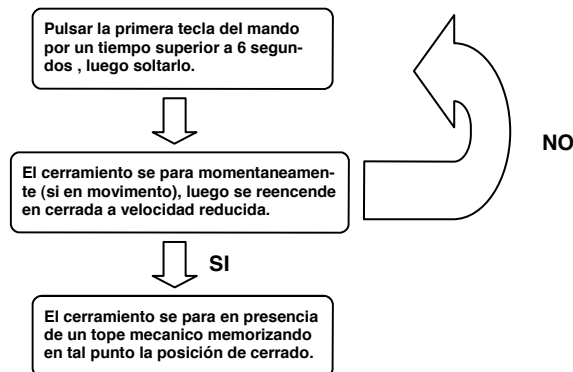 Pulsar la primera tecla del mando
por un tiempo superior a 6 segun-
dos , luego soltarlo.
NO
El cerramiento se para momentaneamen-
te (si en movimiento), luego se reencende
en cerrada a velocidad reducida.
SI
El cerramiento se para en presencia
de un tope mecanico memorizando
en tal punto la posición de cerrado.